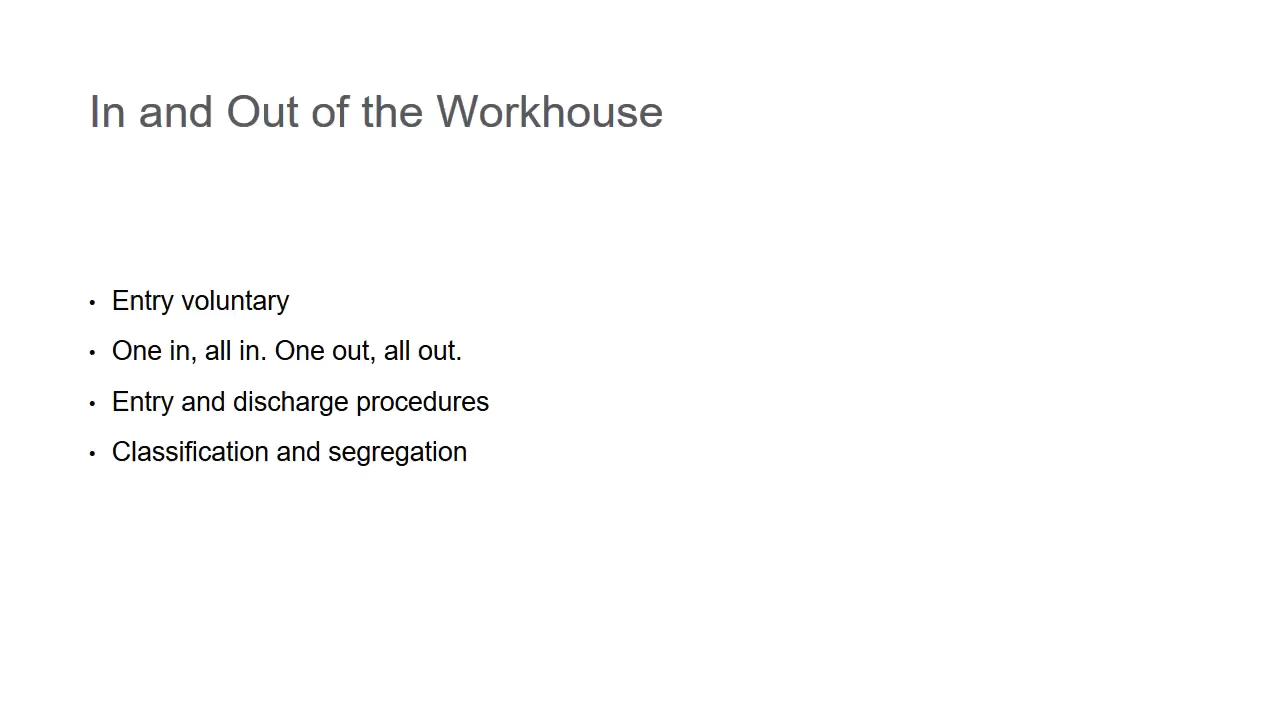 In and Out of the Workhouse
• Entry voluntary
• One in, all in. One out, all out.
• Entry and discharge procedures
• Classification and segregation